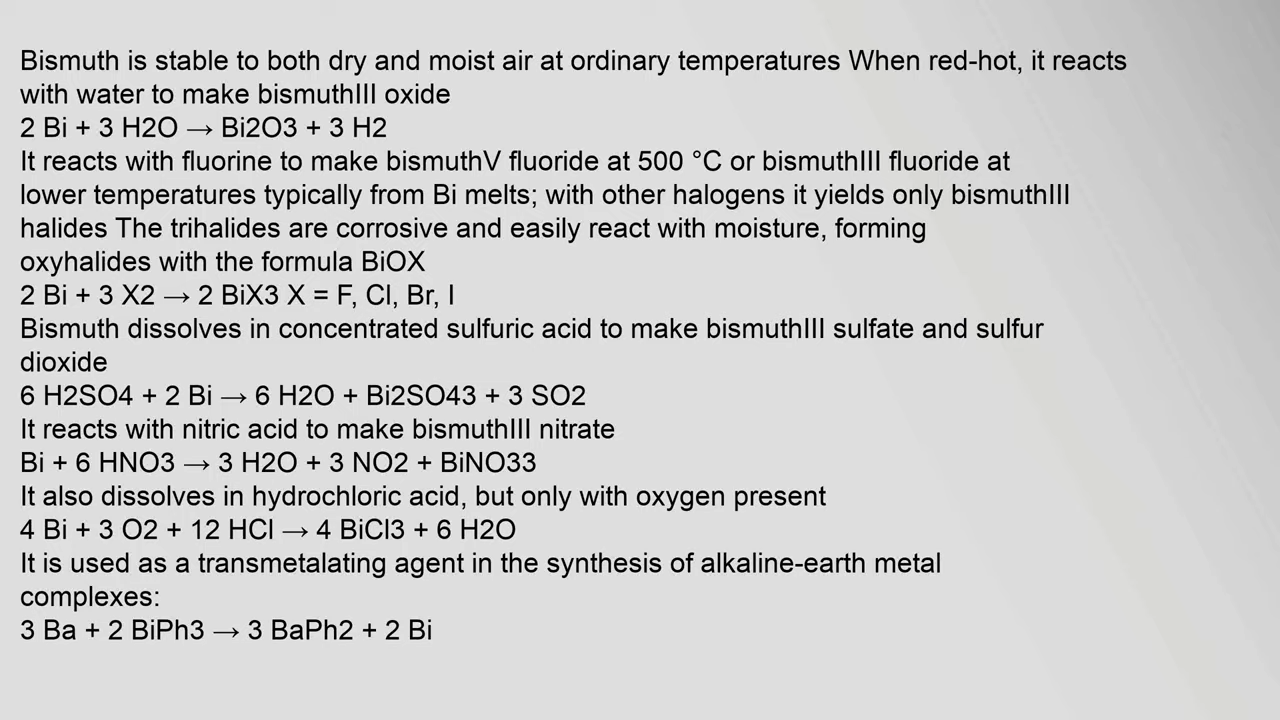 Bismuth is stable to both dry and moist air at ordinary temperatures When red-hot, it reacts
with water to make bismuthIII oxide
2 Bi + 3 H2O → Bi2O3 + 3 H2
It reacts with fluorine to make bismuthV fluoride at 500 °C or bismuthIII fluoride at
lower temperatures typically from Bi melts; with other halogens it yields only bismuthIII
halides The trihalides are corrosive and easily react with moisture, forming
oxyhalides with the formula BiOX
2 Bi + 3 X2 → 2 BiX3 X = F, Cl, Br, I
Bismuth dissolves in concentrated sulfuric acid to make bismuthIII sulfate and sulfur
dioxide
6 H2SO4 + 2 Bi → 6 H2O + Bi2SO43 + 3 SO2
It reacts with nitric acid to make bismuthIII nitrate
Bi + 6 HNO3 → 3 H2O + 3 NO2 + BiNO33
It also dissolves in hydrochloric acid, but only with oxygen present
4 Bi + 3 O2 + 12 HCl → 4 BiCl3 + 6 H2O
It is used as a transmetalating agent in the synthesis of alkaline-earth metal
complexes:
3 Ba + 2 BiPh3 → 3 BaPh2 + 2 Bi